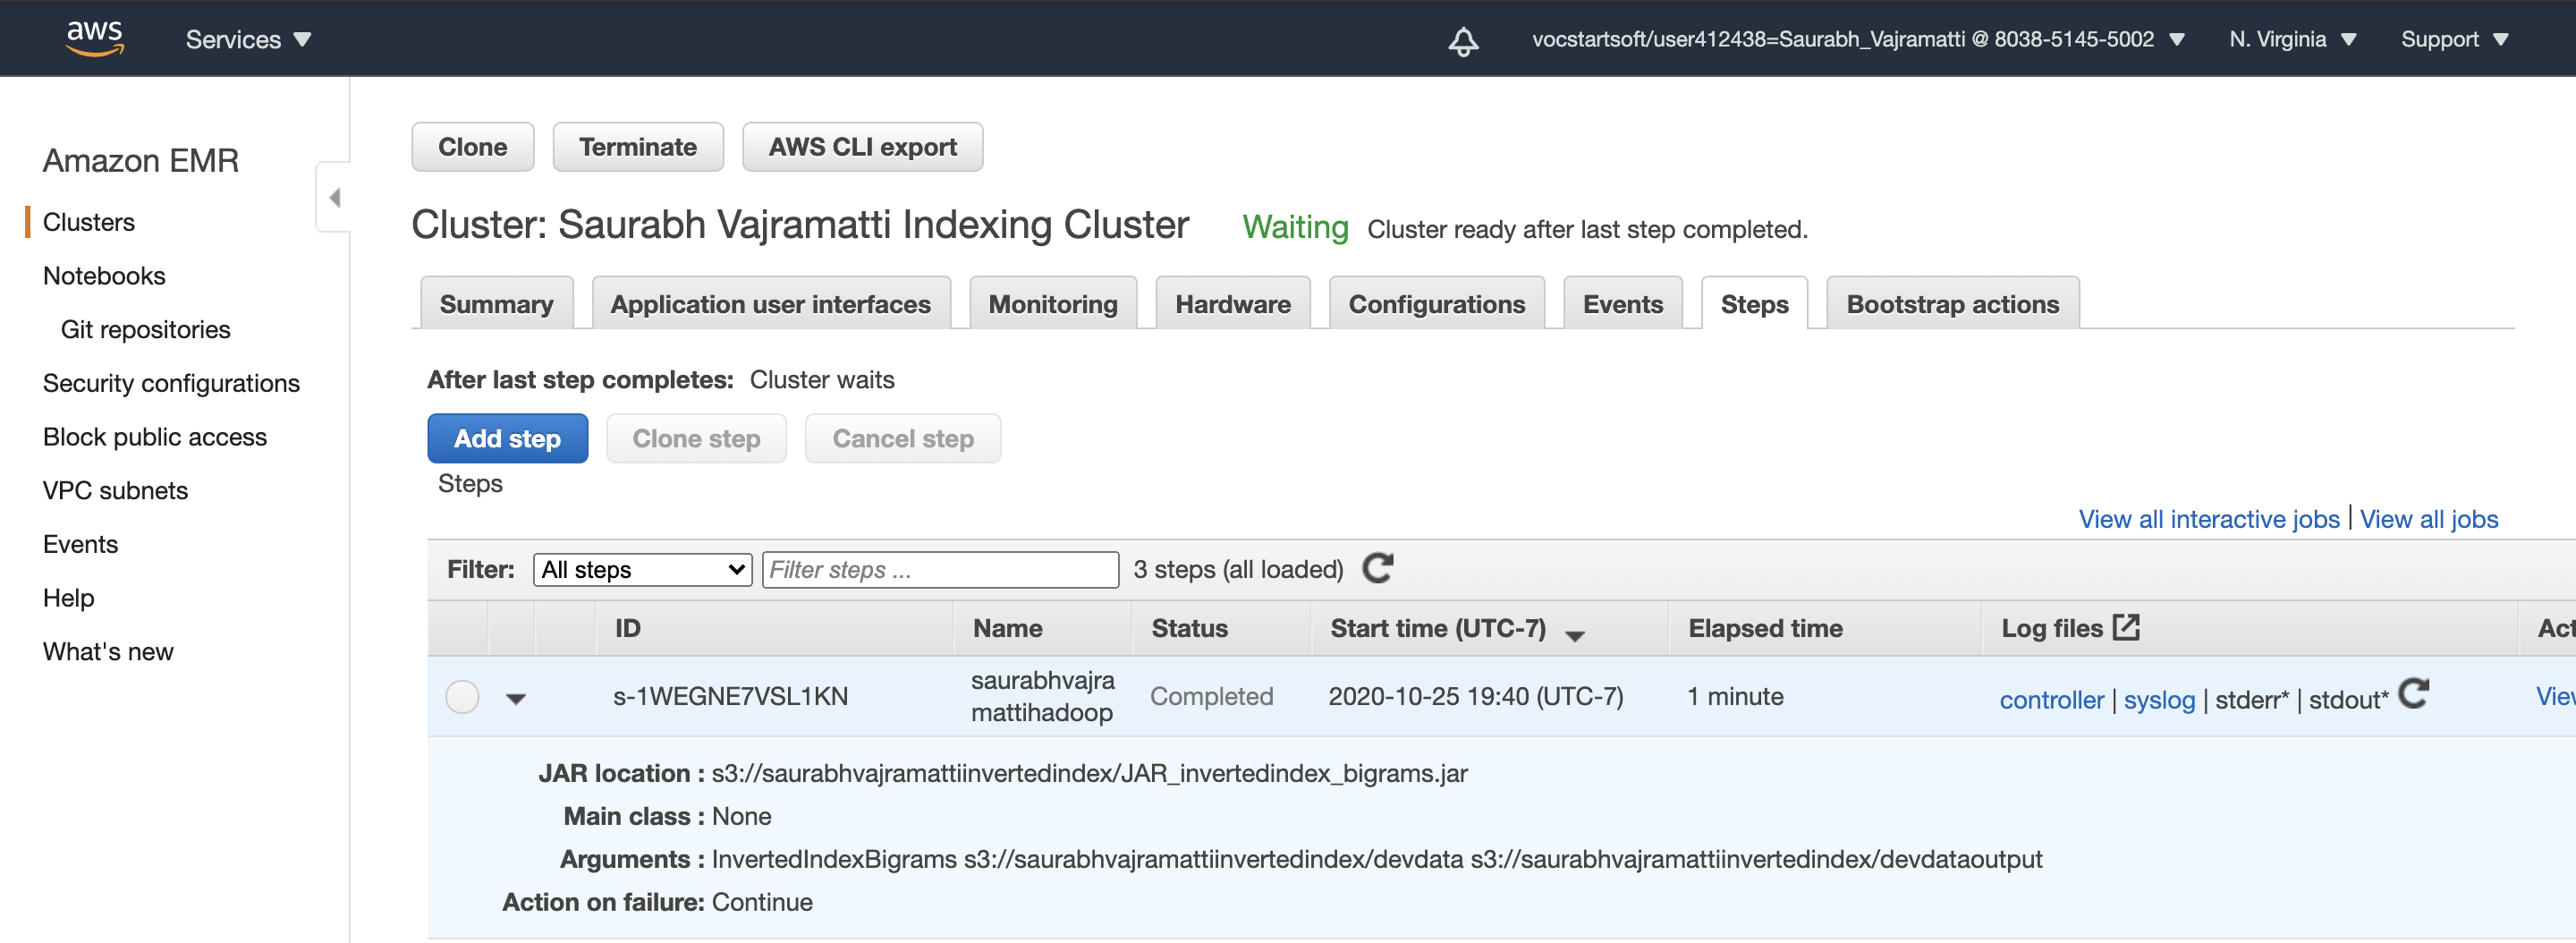 aws Services vocstartsoft/user412438=Saurabh_Vajramatti @ 8038-5145-5002 N. Virginia Support
Amazon EMR
Clusters
Notebooks
Git repositories
Security configurations
Block public access
VPC subnets
Events
Help
What's new
Clone Terminate AWS CLI export
Cluster: Saurabh Vajramatti Indexing Cluster Waiting Cluster ready after last step completed.
Summary Application user interfaces Monitoring Hardware Configurations Events Steps Bootstrap actions
After last step completes: Cluster waits
Add step Clone step Cancel step
Steps
View all interactive jobs | View all jobs
Filter: All steps Filter steps ... 3 steps (all loaded)
ID Name Status Start time (UTC-7) Elapsed time Log files Act
s-1WEGNE7VSL1KN saurabhvajra Completed 2020-10-25 19:40 (UTC-7) 1 minute controller | syslog | stderr* | stdout* View
mattihadoop
JAR location : s3://saurabhvajramattiinvertedindex/JAR_invertedindex_bigrams.jar
Main class : None
Arguments : InvertedIndexBigrams s3://saurabhvajramattiinvertedindex/devdata s3://saurabhvajramattiinvertedindex/devdataoutput
Action on failure: Continue